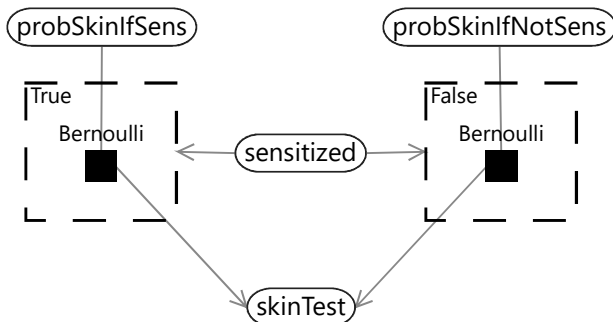 probSkinIfSens
probSkinIfNotSens
True
False
Bernoulli
Bernoulli
sensitized
skinTest